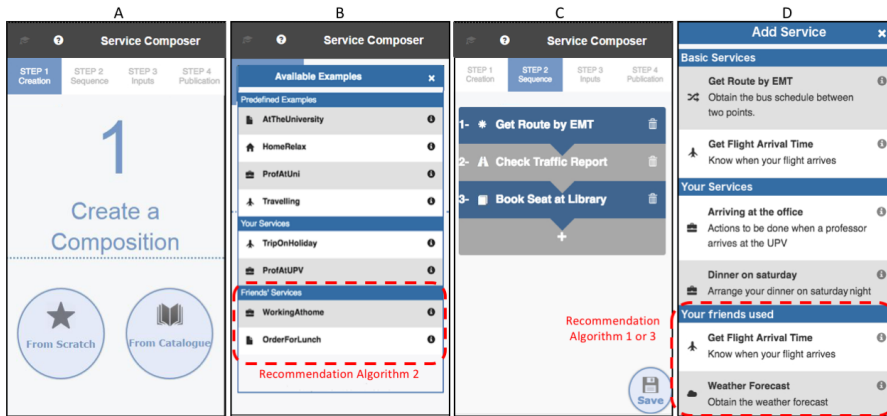 A
Service Composer
STEP 1
Creation
STEP 2
Sequence
STEP 3
Inputs
STEP 4
Publication
1
Create a
Composition
From Scratch
From Catalogue
B
Service Composer
Available Examples
Predefined Examples
AtTheUniversity
HomeRelax
ProfAtUni
Travelling
Your Services
TripOnHoliday
ProfAtUPV
Friends' Services
WorkingAthome
OrderForLunch
Recommendation Algorithm 2
C
Service Composer
STEP 1
Creation
STEP 2
Sequence
STEP 3
Inputs
STEP 4
Publication
1- Get Route by EMT
2- Check Traffic Report
3- Book Seat at Library
+
Recommendation
Algorithm 1 or 3
Save
D
Add Service
Basic Services
Get Route by EMT
Obtain the bus schedule between
two points.
Get Flight Arrival Time
Know when your flight arrives
Your Services
Arriving at the office
Actions to be done when a professor
arrives at the UPV
Dinner on saturday
Arrange your dinner on saturday night
Your friends used
Get Flight Arrival Time
Know when your flight arrives
Weather Forecast
Obtain the weather forecast